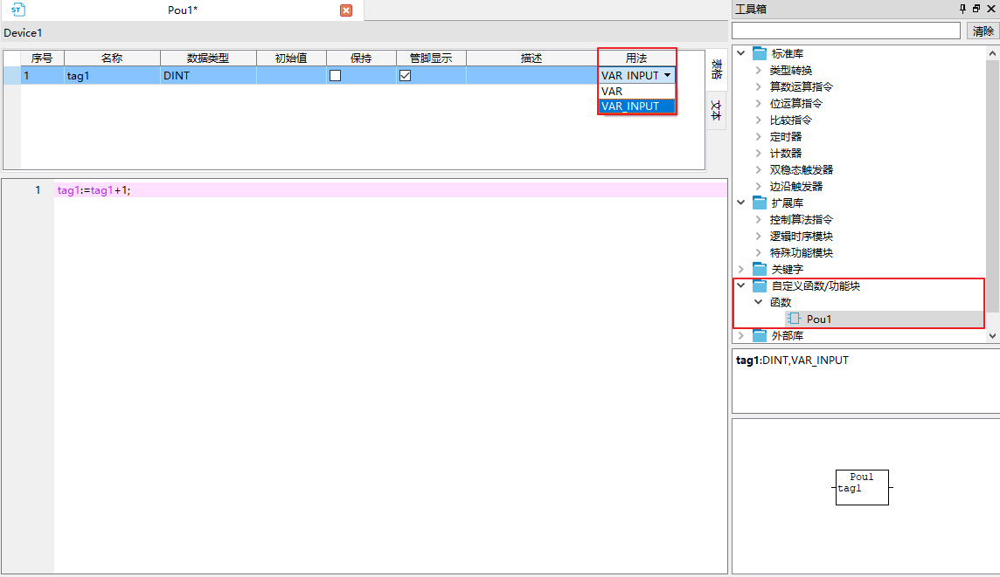 ST
Pou1*
Device1
序号 名称 数据类型 初始值 保持 管脚显示 描述 用法
1 tag1 DINT VAR_INPUT
VAR
VAR_INPUT
表格
文本
1 tag1:=tag1+1;
工具箱
清除
标准库
类型转换
算数运算指令
位运算指令
比较指令
定时器
计数器
双稳态触发器
边沿触发器
扩展库
控制算法指令
逻辑时序模块
特殊功能模块
关键字
自定义函数/功能块
函数
Pou1
外部库
tag1:DINT,VAR_INPUT
Pou1
tag1